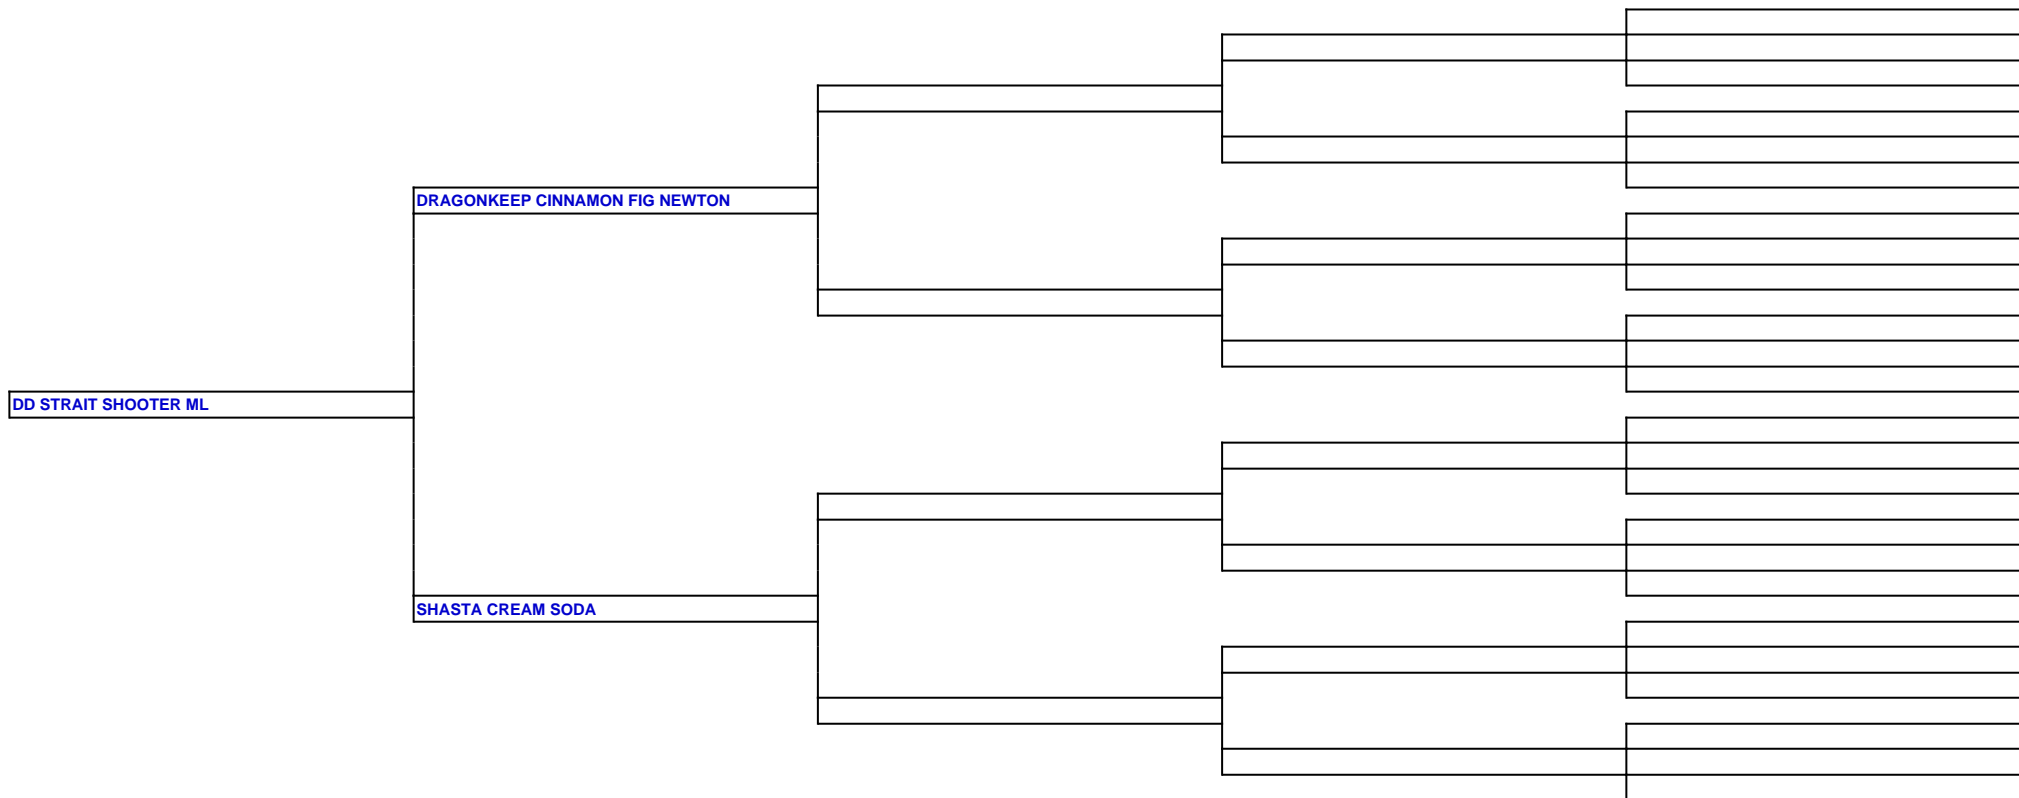 DRAGONKEEP CINNAMON FIG NEWTON
DD STRAIT SHOOTER ML
SHASTA CREAM SODA